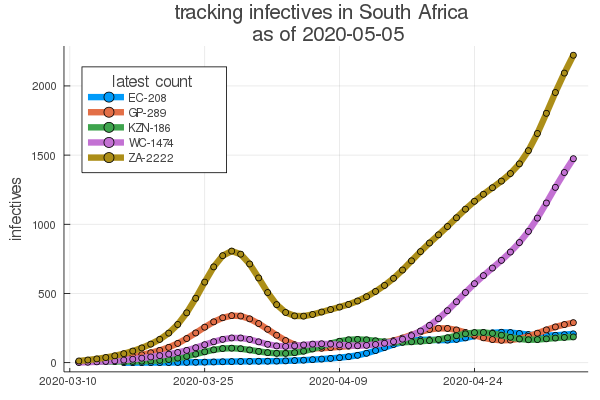 tracking infectives in South Africa
as of 2020-05-05
infectives
2000
1500
1000
500
0
latest count
EC-208
GP-289
KZN-186
WC-1474
ZA-2222
2020-03-10
2020-03-25
2020-04-09
2020-04-24